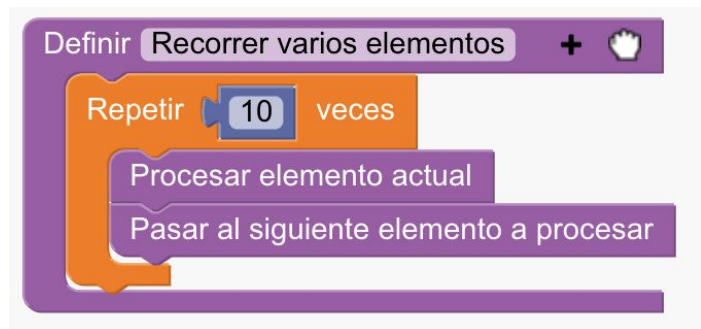 Definir Recorrer varios elementos +
Repetir 10 veces
Procesar elemento actual
Pasar al siguiente elemento a procesar